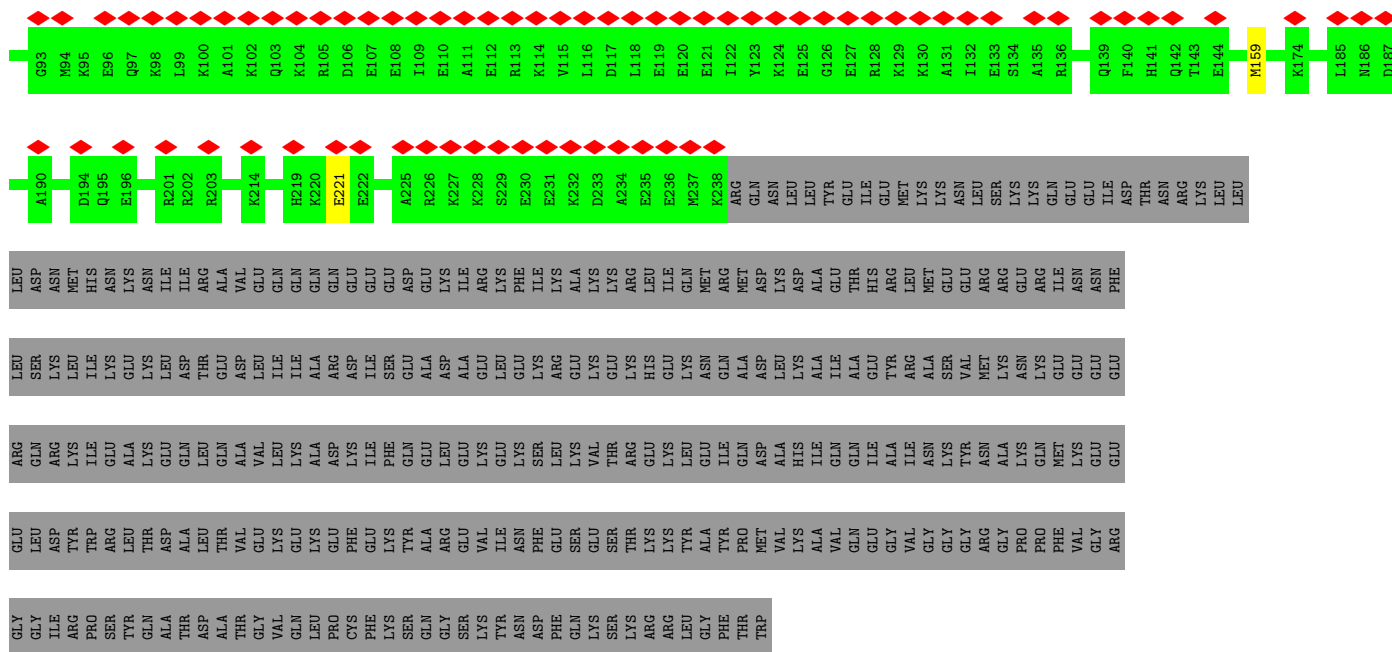 G93 M94 K95 E96 Q97 K98 L99 K100 A101 K102 Q103 K104 R105 D106 E107 E108 I109 E110 A111 E112 R113 K114 V115 L116 D117 L118 E119 E120 E121 I122 Y123 K124 E125 G126 E127 R128 K129 K130 A131 I132 E133 S134 A135 R136 Q139 F140 H141 Q142 T143 E144 M159 K174 L185 N186 D187
A190 D194 Q195 E196 R201 R202 R203 K214 H219 K220 E221 E222 A225 R226 K227 K228 S229 E230 E231 K232 D233 A234 E235 E236 M237 K238 ARG GLN ASN LEU LEU TYR GLU ILE GLU MET LYS LYS ASN LEU SER LYS LYS GLN GLU GLU ILE ASP THR ASN ARG LYS LEU LEU
LEU ASP ASN MET HIS ASN LYS ASN ILE ILE ARG ALA VAL GLU GLN GLN GLN GLN GLU GLU GLU ASP GLU LYS ILE ARG LYS PHE ILE LYS ALA LYS LYS ARG LEU ILE GLN MET ARG MET ASP LYS ASP ALA GLU THR HIS ARG LEU MET GLU GLU ARG ARG GLU ARG ILE ASN ASN PHE
LEU SER LYS LEU ILE LYS GLU LYS LEU ASP THR GLU ASP LEU ILE ILE ALA ARG ASP ILE SER GLU ALA ASP ALA GLU LEU GLU LYS ARG GLU LYS GLU LYS HIS GLU LYS ASN GLN ALA ASP LEU LYS ALA ILE ALA GLU TYR ARG ALA SER VAL MET LYS ASN LYS GLU GLU GLU GLU
ARG GLN ARG LYS ILE GLU ALA LYS GLU GLN LEU GLN ALA VAL LEU LYS ALA ASP LYS ILE PHE GLN GLU LEU GLU LYS GLU LYS SER LEU LYS VAL THR ARG GLU LYS LEU GLU ILE GLN ASP ALA HIS ILE GLN GLN ILE ALA ILE ASN LYS TYR ASN ALA LYS GLN MET LYS GLU GLU
GLU LEU ASP TYR TRP ARG LEU THR ASP ALA LEU THR VAL GLU LYS GLU LYS GLU PHE GLU LYS TYR ALA ARG GLU VAL ILE ASN PHE GLU SER GLU SER THR LYS LYS TYR ALA TYR PRO MET VAL LYS ALA VAL GLN GLU GLY VAL GLY GLY GLY ARG GLY PRO PRO PHE VAL GLY ARG
GLY GLY ILE ARG PRO SER TYR GLN ALA THR ASP ALA THR GLY VAL GLN LEU PRO CYS PHE LYS SER GLN GLY SER LYS TYR ASN ASP PHE GLN LYS SER LYS ARG ARG LEU GLY PHE THR TRP